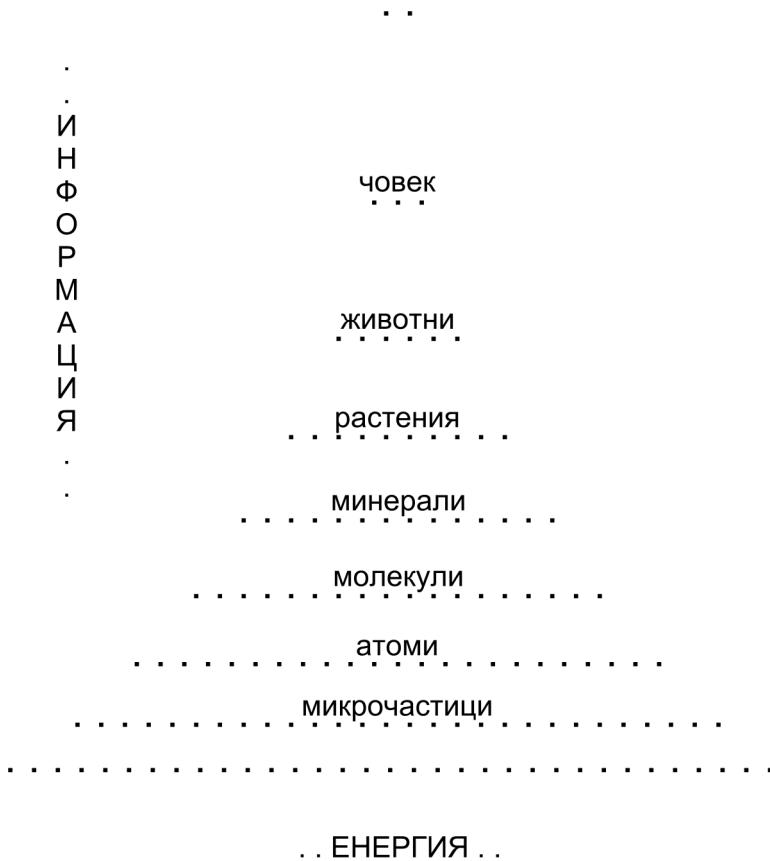 ИНФОРМАЦИЯ
човек
животни
растения
минерали
молекули
атоми
микрочастици
. . ЕНЕРГИЯ . .